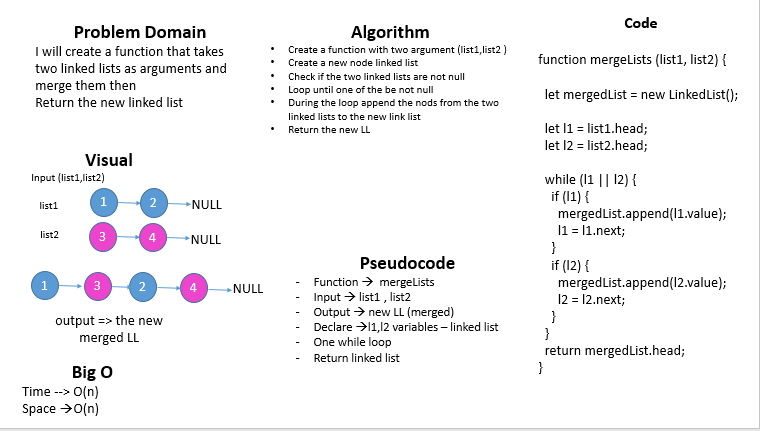 Problem Domain
I will create a function that takes
two linked lists as arguments and
merge them then
Return the new linked list
Visual
Input (list1,list2)
list1
1
2
NULL
list2
3
4
NULL
1
3
2
4
NULL
output => the new
merged LL
Big O
Time --> O(n)
Space → O(n)
Algorithm
• Create a function with two argument (list1,list2 )
• Create a new node linked list
• Check if the two linked lists are not null
• Loop until one of the be not null
• During the loop append the nods from the two
linked lists to the new link list
• Return the new LL
Pseudocode
- Function → mergeLists
- Input → list1 , list2
- Output → new LL (merged)
- Declare →l1,l2 variables – linked list
- One while loop
- Return linked list
Code
function mergeLists (list1, list2) {
let mergedList = new LinkedList();
let l1 = list1.head;
let l2 = list2.head;
while (l1 || l2) {
if (l1) {
mergedList.append(l1.value);
l1 = l1.next;
}
if (l2) {
mergedList.append(l2.value);
l2 = l2.next;
}
}
return mergedList.head;
}